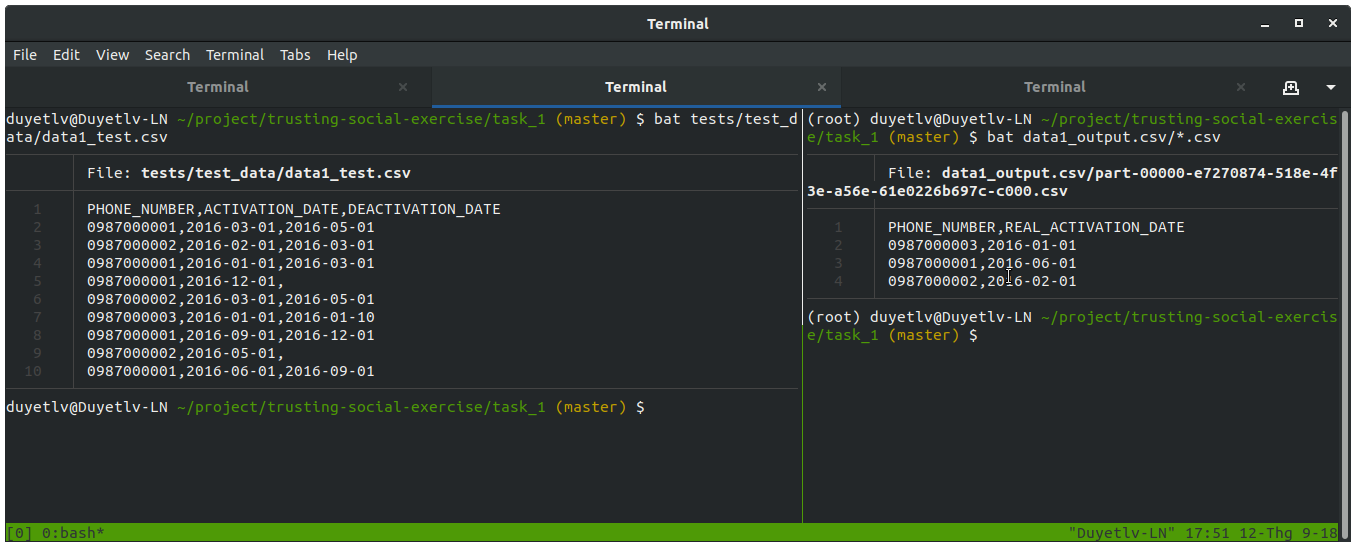 Terminal
File Edit View Search Terminal Tabs Help
Terminal
Terminal
Terminal
duyetlv@Duyetlv-LN ~/project/trusting-social-exercise/task_1 (master) $ bat tests/test_d
ata/data1_test.csv
File: tests/test_data/data1_test.csv
1 PHONE_NUMBER,ACTIVATION_DATE,DEACTIVATION_DATE
2 0987000001,2016-03-01,2016-05-01
3 0987000002,2016-02-01,2016-03-01
4 0987000001,2016-01-01,2016-03-01
5 0987000001,2016-12-01,
6 0987000002,2016-03-01,2016-05-01
7 0987000003,2016-01-01,2016-01-10
8 0987000001,2016-09-01,2016-12-01
9 0987000002,2016-05-01,
10 0987000001,2016-06-01,2016-09-01
duyetlv@Duyetlv-LN ~/project/trusting-social-exercise/task_1 (master) $
(root) duyetlv@Duyetlv-LN ~/project/trusting-social-exercis
e/task_1 (master) $ bat data1_output.csv/*.csv
File: data1_output.csv/part-00000-e7270874-518e-4f
3e-a56e-61e0226b697c-c000.csv
1 PHONE_NUMBER,REAL_ACTIVATION_DATE
2 0987000003,2016-01-01
3 0987000001,2016-06-01
4 0987000002,2016-02-01
(root) duyetlv@Duyetlv-LN ~/project/trusting-social-exercis
e/task_1 (master) $
[0] 0:bash*
"Duyetlv-LN" 17:51 12-Thg 9-18